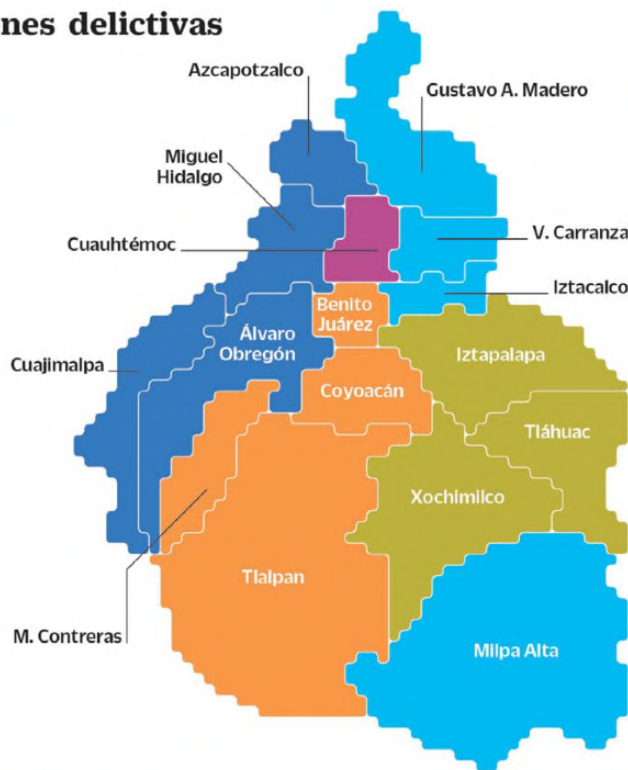 nes delictivas
Azcapotzalco
Gustavo A. Madero
Miguel
Hidalgo
Cuauhtémoc
V. Carranza
Iztacalco
Benito
Juárez
Álvaro
Obregón
Iztapalapa
Cuajimalpa
Coyoacán
Tláhuac
Xochimilco
Tlalpan
M. Contreras
Milpa Alta